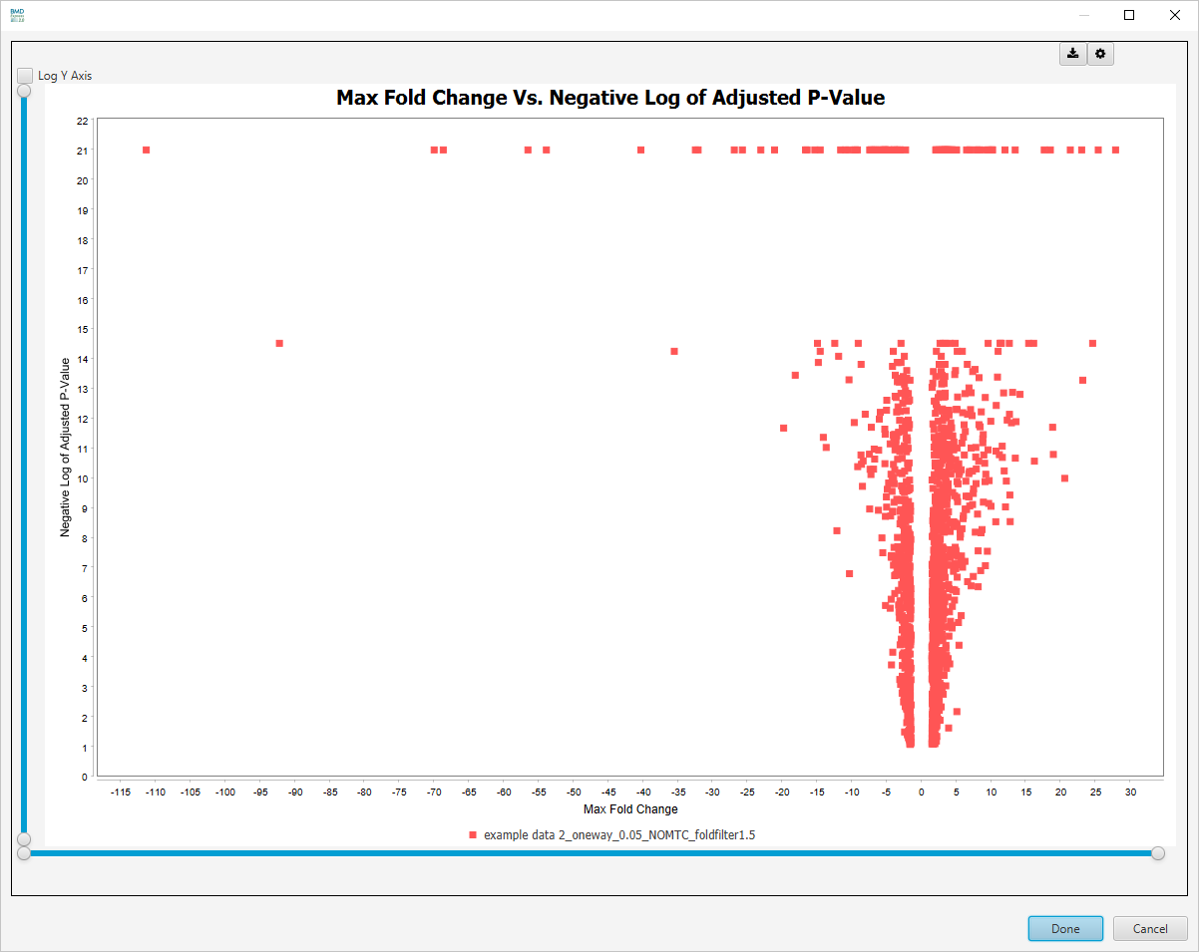 BMD
Log Y Axis
Max Fold Change Vs. Negative Log of Adjusted P-Value
Negative Log of Adjusted P-Value
22
21
20
19
18
17
16
15
14
13
12
11
10
9
8
7
6
5
4
3
2
1
0
-115 -110 -105 -100 -95 -90 -85 -80 -75 -70 -65 -60 -55 -50 -45 -40 -35 -30 -25 -20 -15 -10 -5 0 5 10 15 20 25 30
Max Fold Change
example data 2_oneway_0.05_NOMTC_foldfilter1.5
Done Cancel